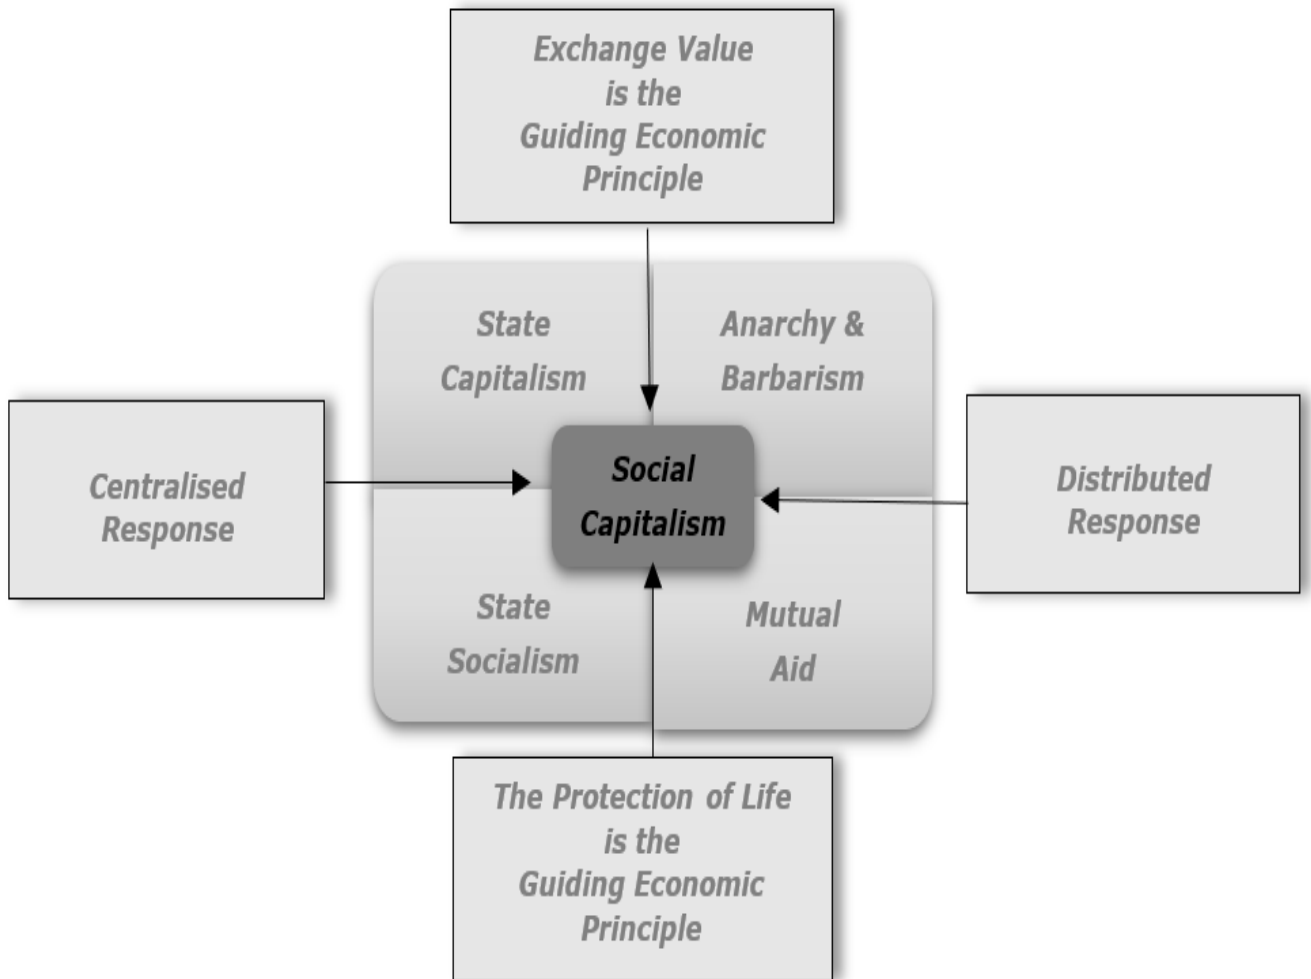 Exchange Value
is the
Guiding Economic
Principle
State
Capitalism
Anarchy &
Barbarism
Centralised
Response
Social
Capitalism
Distributed
Response
State
Socialism
Mutual
Aid
The Protection of Life
is the
Guiding Economic
Principle